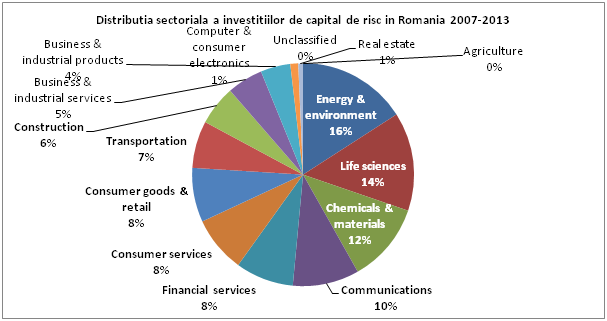 Distributia sectoriala a investitiilor de capital de risc in Romania 2007-2013
Energy &
environment
16%
Life sciences
14%
Chemicals &
materials
12%
Communications
10%
Financial services
8%
Consumer services
8%
Consumer goods &
retail
8%
Transportation
7%
Construction
6%
Business &
industrial services
5%
Business &
industrial products
4%
Computer &
consumer
electronics
1%
Unclassified
0%
Real estate
1%
Agriculture
0%